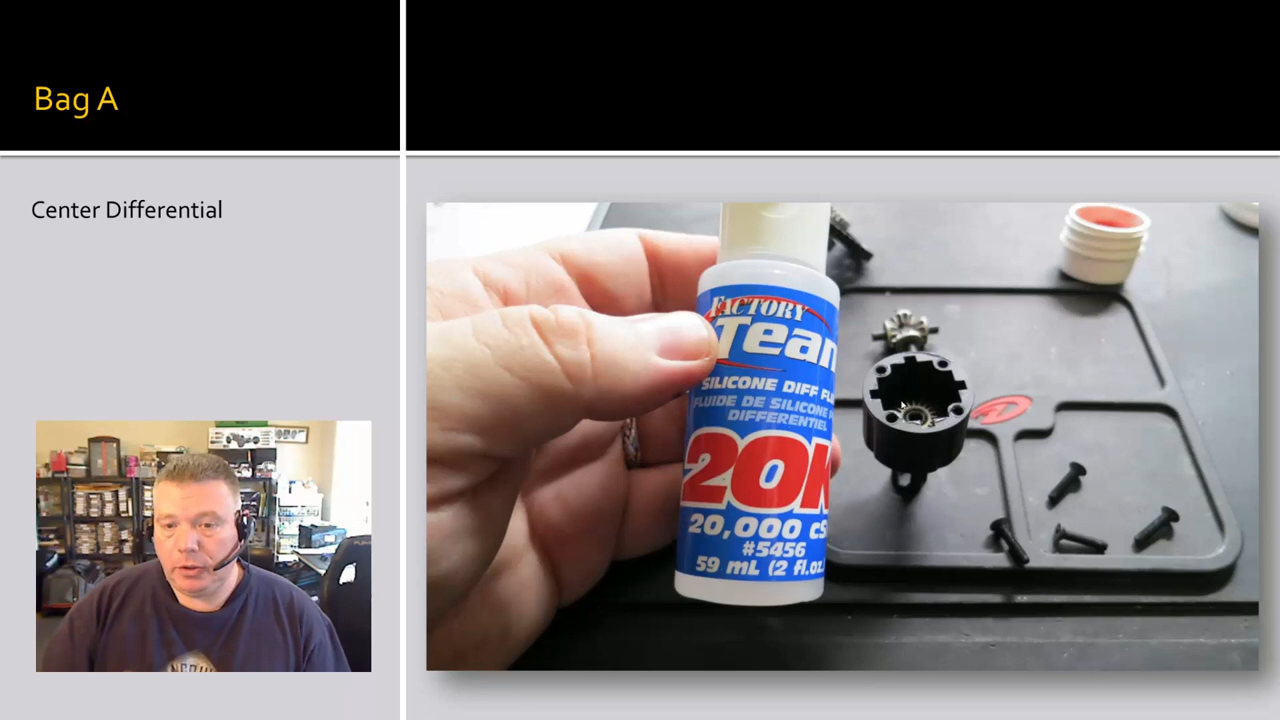 Bag A
Center Differential
FACTORY
Team
SILICONE DIFF
FLUIDE DE SILICONE
DIFFERENTIEL
20K
20,000 cS
#5456
59 mL (2 fl.oz.